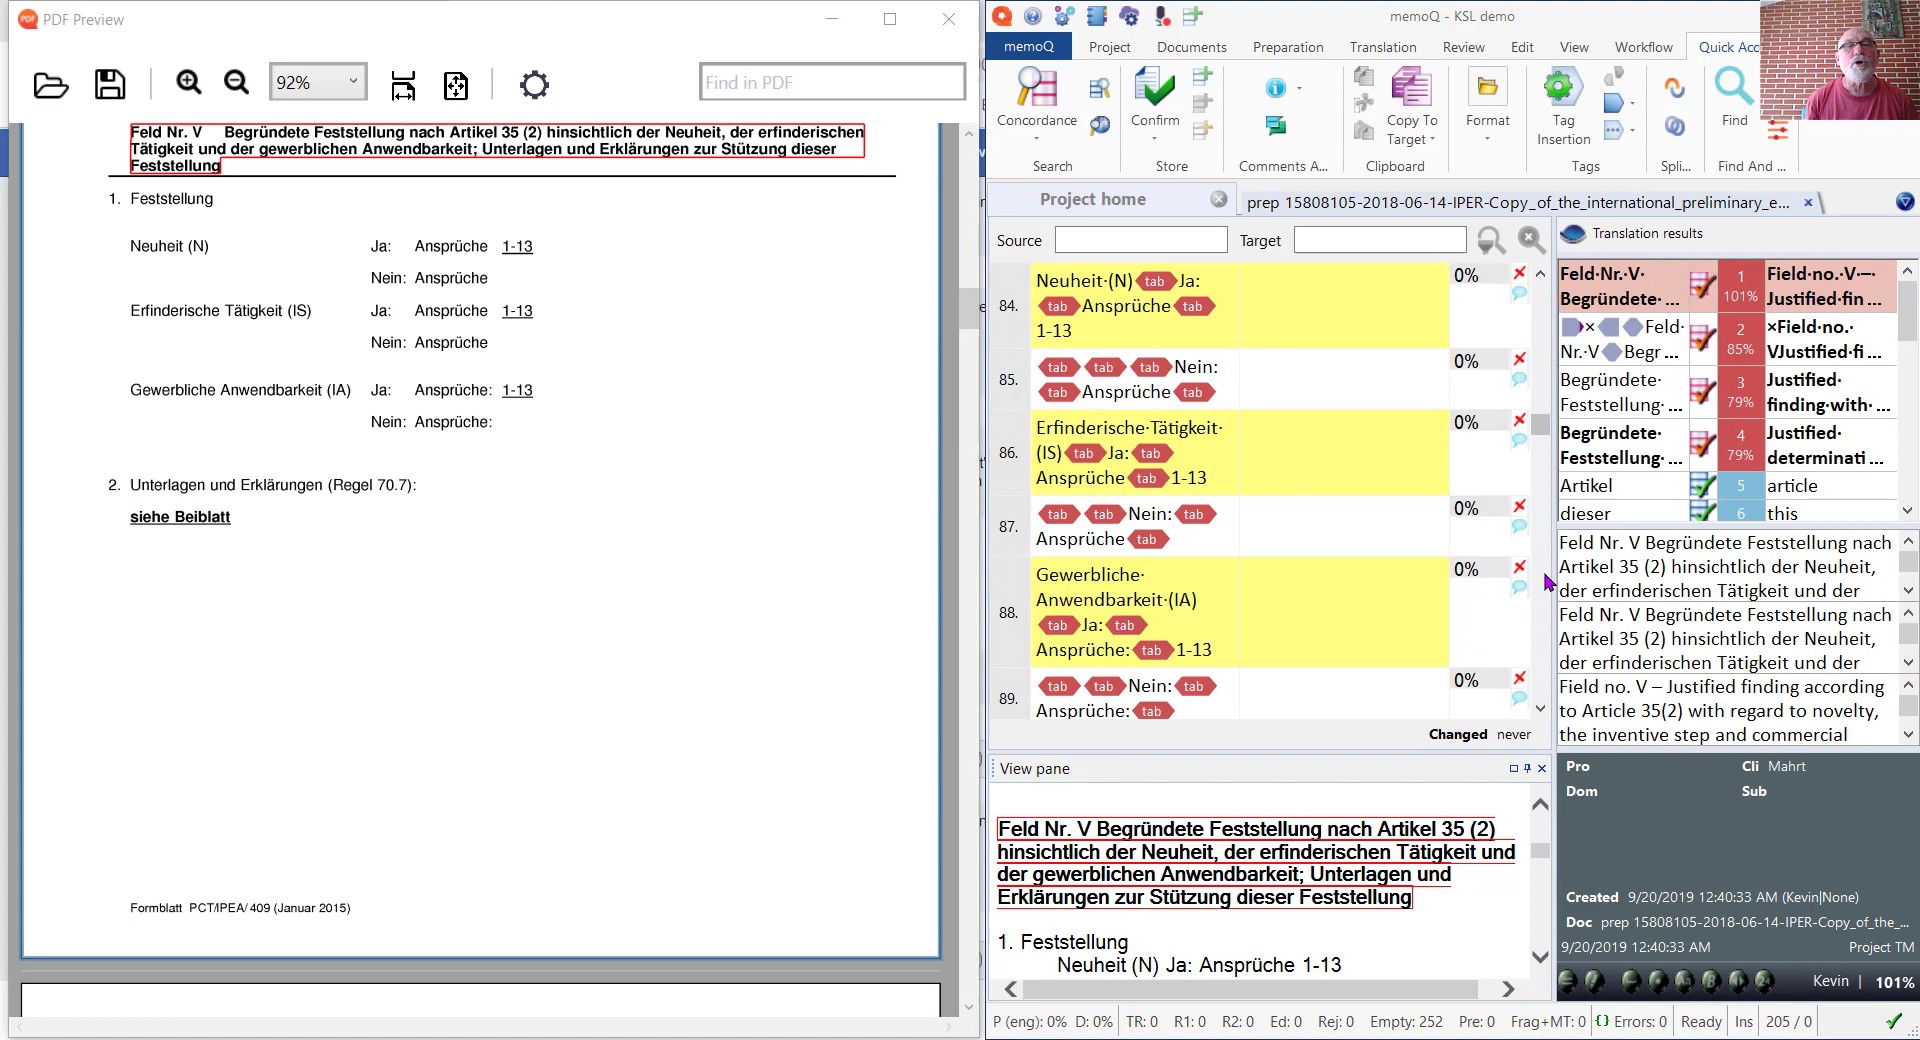 PDF Preview
92%
Find in PDF
Feld Nr. V Begründete Feststellung nach Artikel 35 (2) hinsichtlich der Neuheit, der erfinderischen
Tätigkeit und der gewerblichen Anwendbarkeit; Unterlagen und Erklärungen zur Stützung dieser
Feststellung
1. Feststellung
Neuheit (N) Ja: Ansprüche 1-13
Nein: Ansprüche
Erfinderische Tätigkeit (IS) Ja: Ansprüche 1-13
Nein: Ansprüche
Gewerbliche Anwendbarkeit (IA) Ja: Ansprüche: 1-13
Nein: Ansprüche:
2. Unterlagen und Erklärungen (Regel 70.7):
siehe Beiblatt
Formblatt PCT/IPEA/409 (Januar 2015)
memoQ - KSL demo
memoQ Project Documents Preparation Translation Review Edit View Workflow Quick Acc
Concordance
Confirm
Copy To
Target
Format
Tag
Insertion
Find
Search Store Comments A... Clipboard Tags Spli... Find And ...
Project home
prep 15808105-2018-06-14-IPER-Copy_of_the_international_preliminary_e...
Source Target
84. Neuheit·(N) tab Ja: 0%
tab Ansprüche tab
1-13
85. tab tab tab Nein: 0%
tab Ansprüche tab
86. Erfinderische·Tätigkeit· 0%
(IS) tab Ja: tab
Ansprüche tab 1-13
87. tab tab Nein: tab 0%
Ansprüche tab
88. Gewerbliche· 0%
Anwendbarkeit·(IA)
tab Ja: tab
Ansprüche: tab 1-13
89. tab tab Nein: tab 0%
Ansprüche: tab
Changed never
View pane
Feld Nr. V Begründete Feststellung nach Artikel 35 (2)
hinsichtlich der Neuheit, der erfinderischen Tätigkeit und
der gewerblichen Anwendbarkeit; Unterlagen und
Erklärungen zur Stützung dieser Feststellung
1. Feststellung
Neuheit (N) Ja: Ansprüche 1-13
Translation results
Feld·Nr.·V· 1 Field·no.·V·–·
Begründete· ... 101% Justified·fin ...
×Feld· 2 ×Field·no.·
Nr.·V Begr ... 85% VJustified·fi ...
Begründete· 3 Justified·
Feststellung· ... 79% finding·with· ...
Begründete· 4 Justified·
Feststellung· ... 79% determinati ...
Artikel 5 article
dieser 6 this
Feld Nr. V Begründete Feststellung nach
Artikel 35 (2) hinsichtlich der Neuheit,
der erfinderischen Tätigkeit und der
Feld Nr. V Begründete Feststellung nach
Artikel 35 (2) hinsichtlich der Neuheit,
der erfinderischen Tätigkeit und der
Field no. V – Justified finding according
to Article 35(2) with regard to novelty,
the inventive step and commercial
Pro Cli Mahrt
Dom Sub
Created 9/20/2019 12:40:33 AM (Kevin|None)
Doc prep 15808105-2018-06-14-IPER-Copy_of_the_...
9/20/2019 12:40:33 AM Project TM
Kevin | 101%
P (eng): 0% D: 0% TR: 0 R1: 0 R2: 0 Ed: 0 Rej: 0 Empty: 252 Pre: 0 Frag+MT: 0 {} Errors: 0 Ready Ins 205 / 0